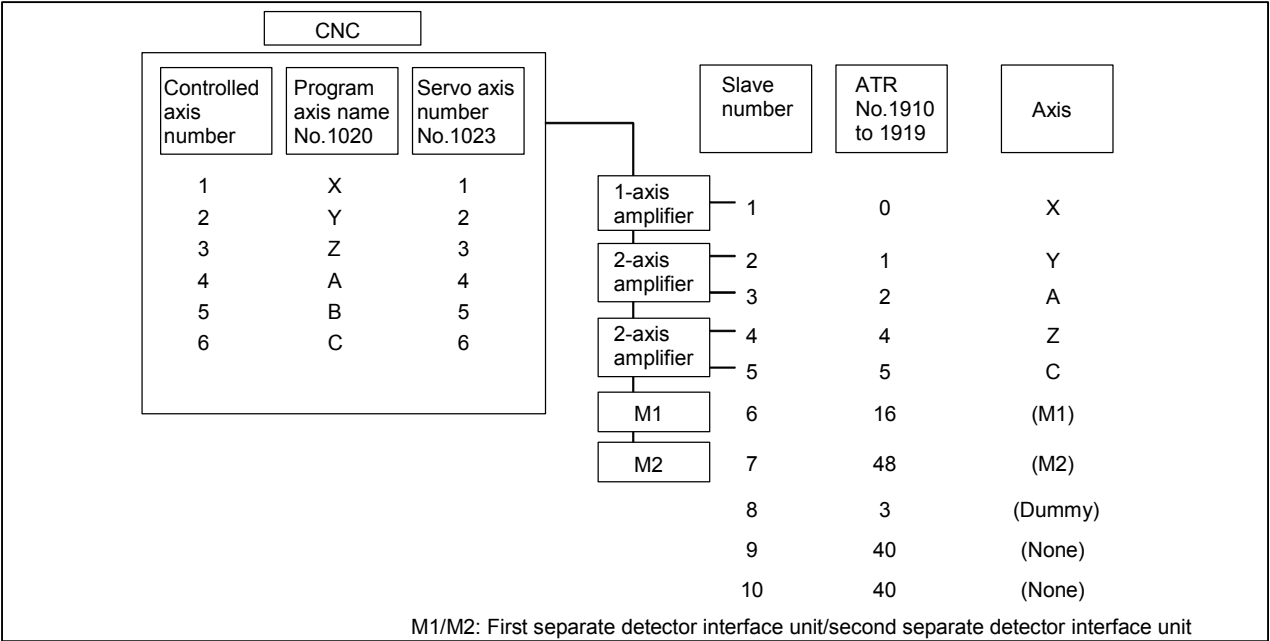 CNC
Controlled axis number
Program axis name No.1020
Servo axis number No.1023
1 X 1
2 Y 2
3 Z 3
4 A 4
5 B 5
6 C 6
Slave number
ATR No.1910 to 1919
Axis
1-axis amplifier
1 0 X
2-axis amplifier
2 1 Y
3 2 A
2-axis amplifier
4 4 Z
5 5 C
M1 6 16 (M1)
M2 7 48 (M2)
8 3 (Dummy)
9 40 (None)
10 40 (None)
M1/M2: First separate detector interface unit/second separate detector interface unit